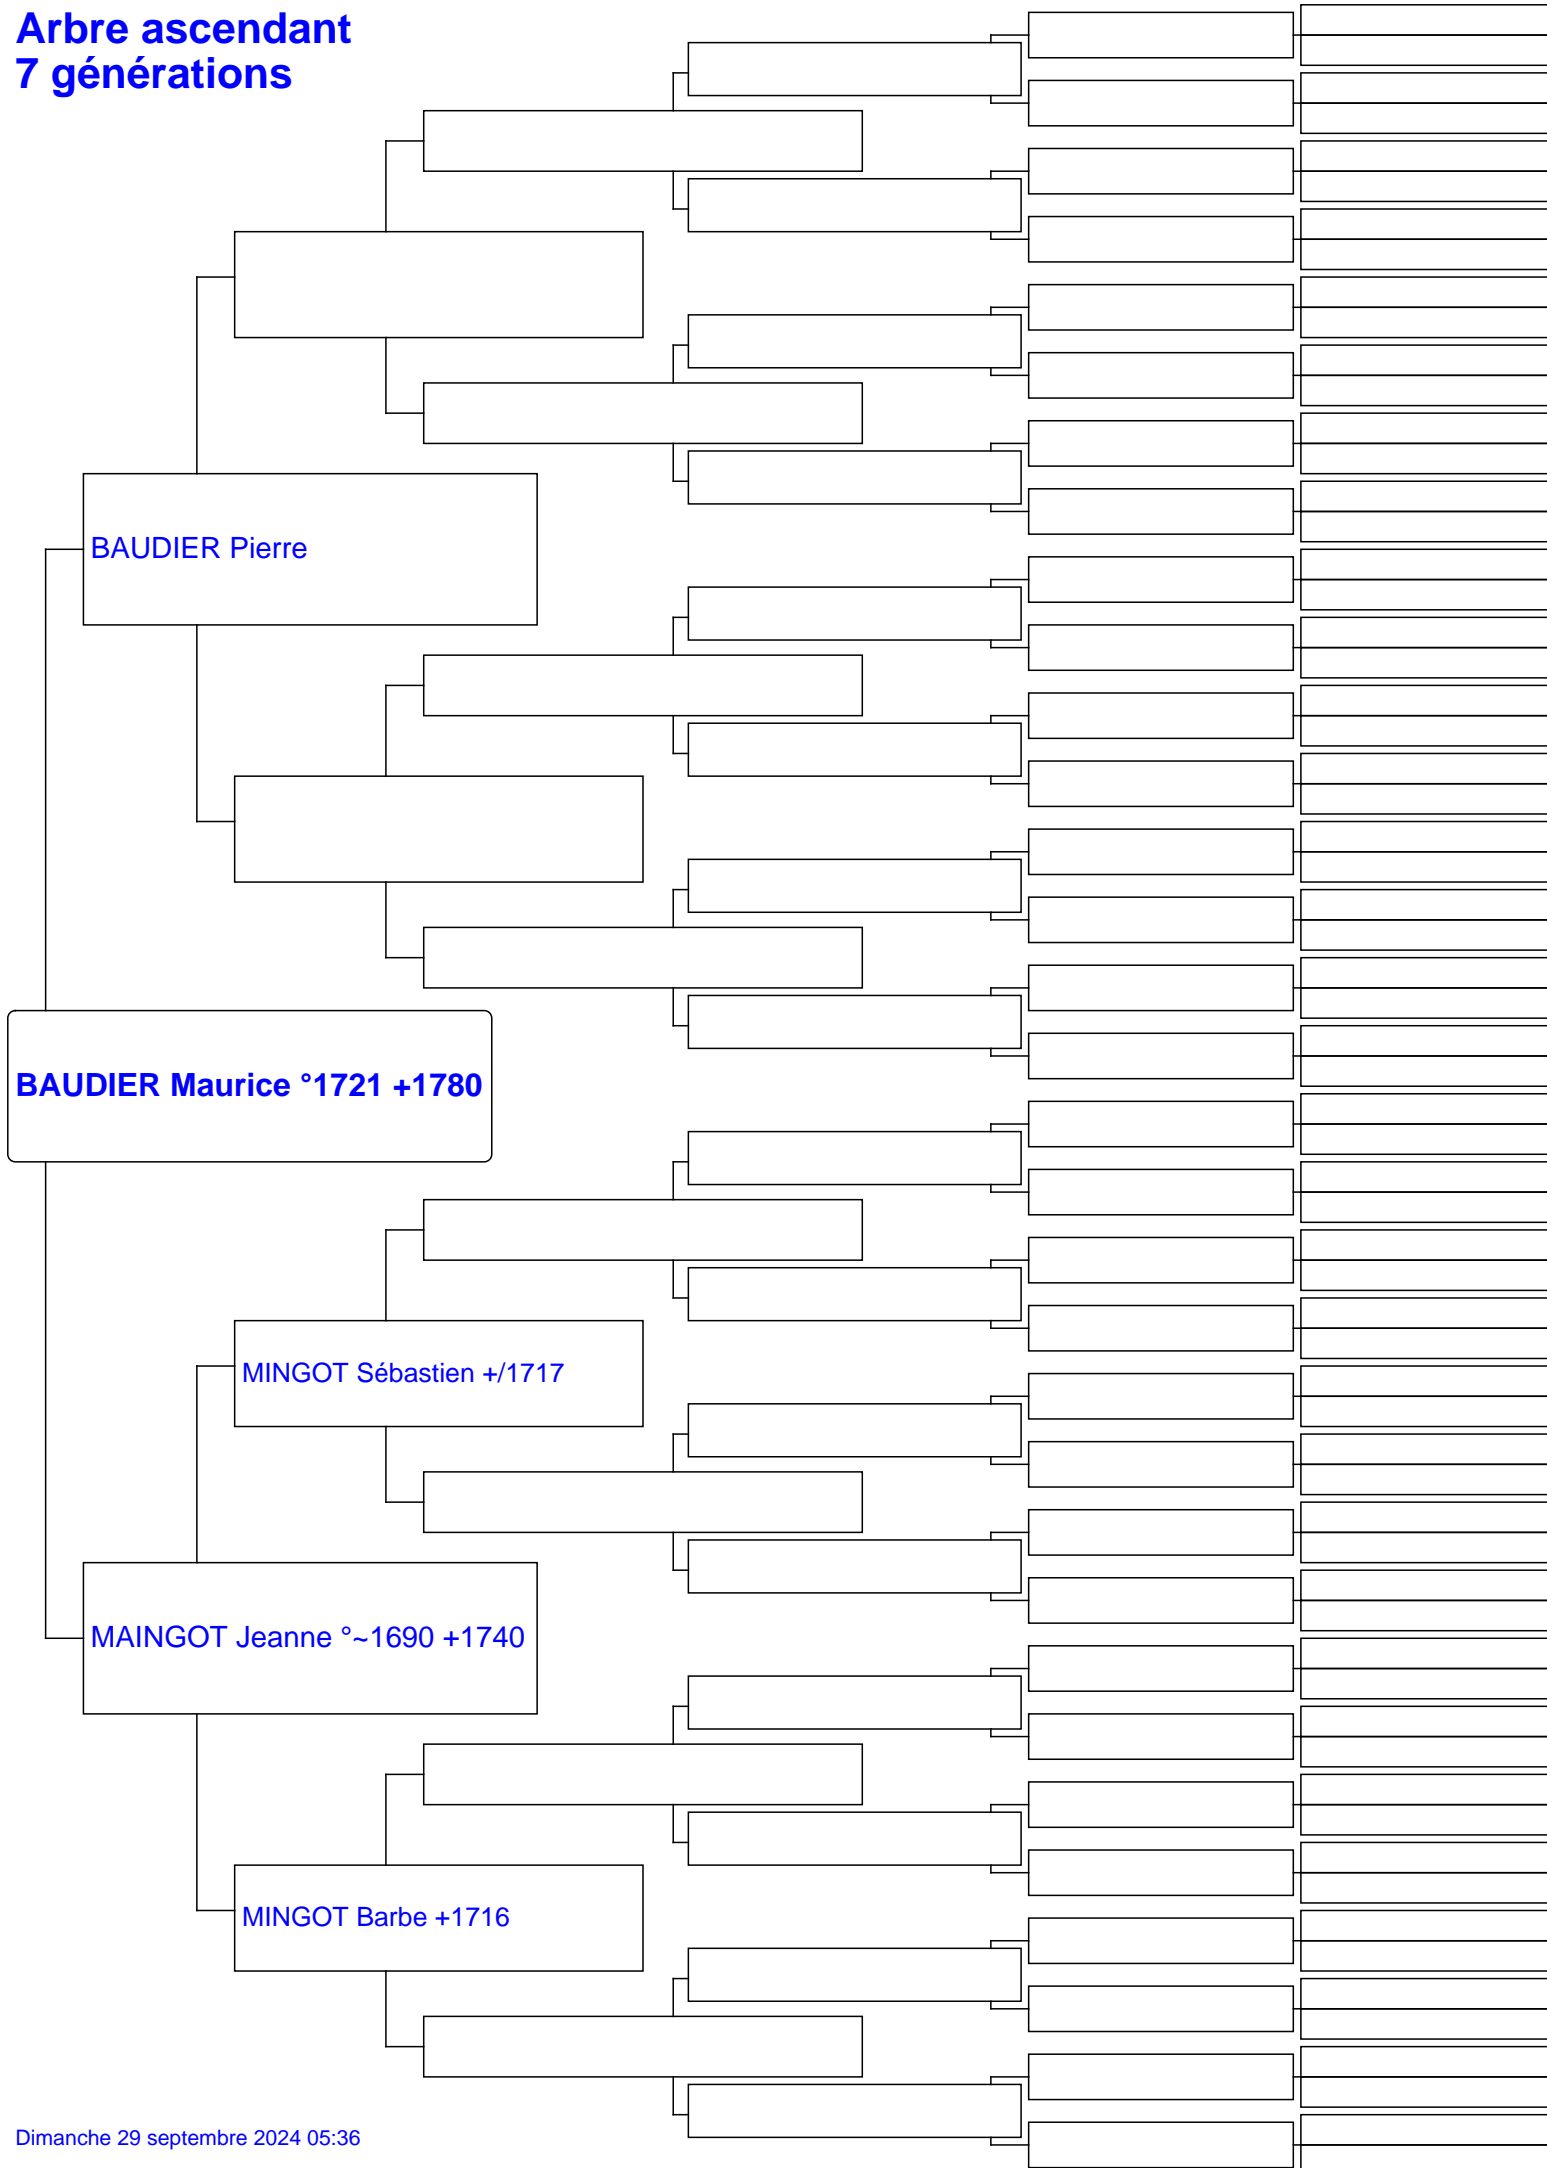 Arbre ascendant
7 générations
BAUDIER Pierre
BAUDIER Maurice °1721 +1780
MINGOT Sébastien +/1717
MAINGOT Jeanne °~1690 +1740
MINGOT Barbe +1716
Dimanche 29 septembre 2024 05:36